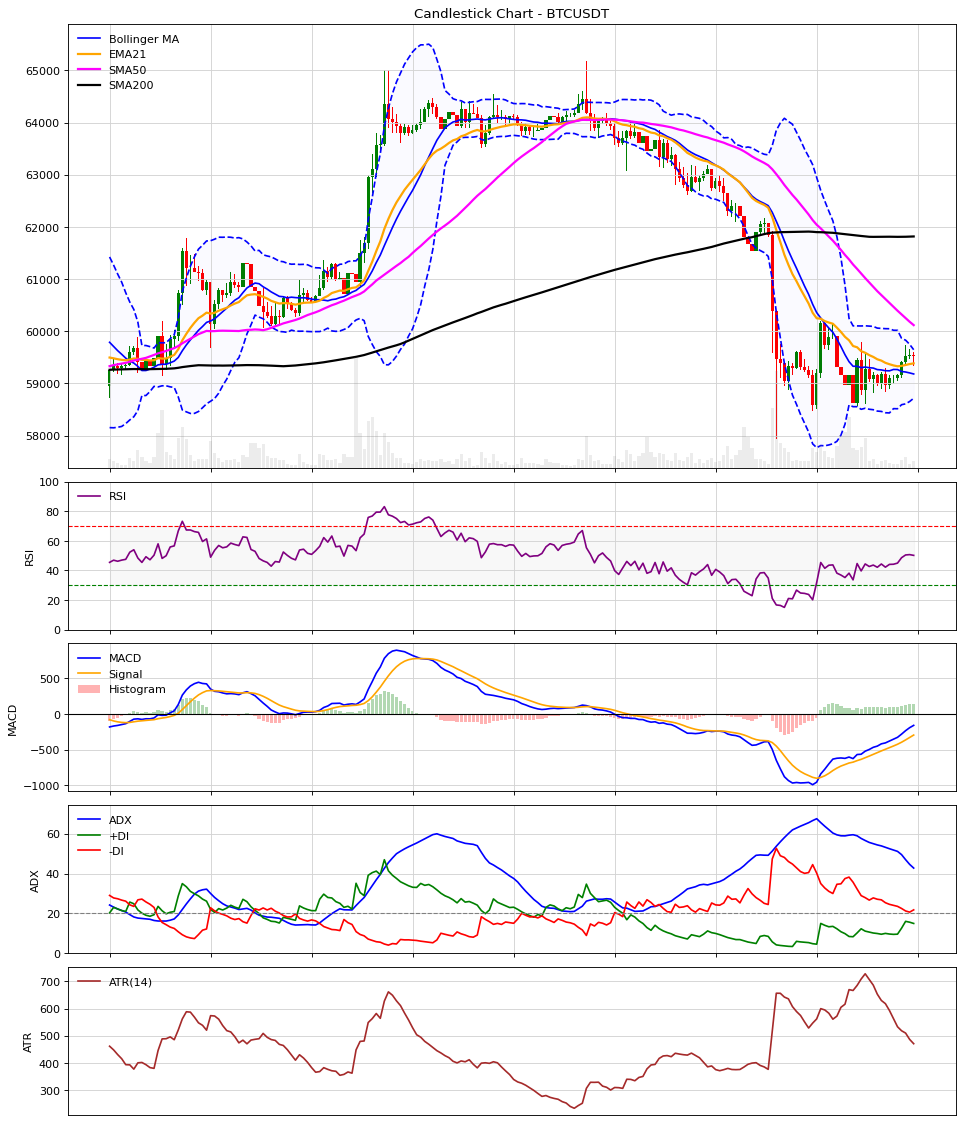 Candlestick Chart - BTCUSDT
Bollinger MA
EMA21
SMA50
SMA200
65000
64000
63000
62000
61000
60000
59000
58000
RSI
100
80
60
40
20
0
RSI
MACD
Signal
Histogram
500
0
−500
−1000
MACD
ADX
+DI
-DI
60
40
20
0
ADX
ATR(14)
700
600
500
400
300
ATR